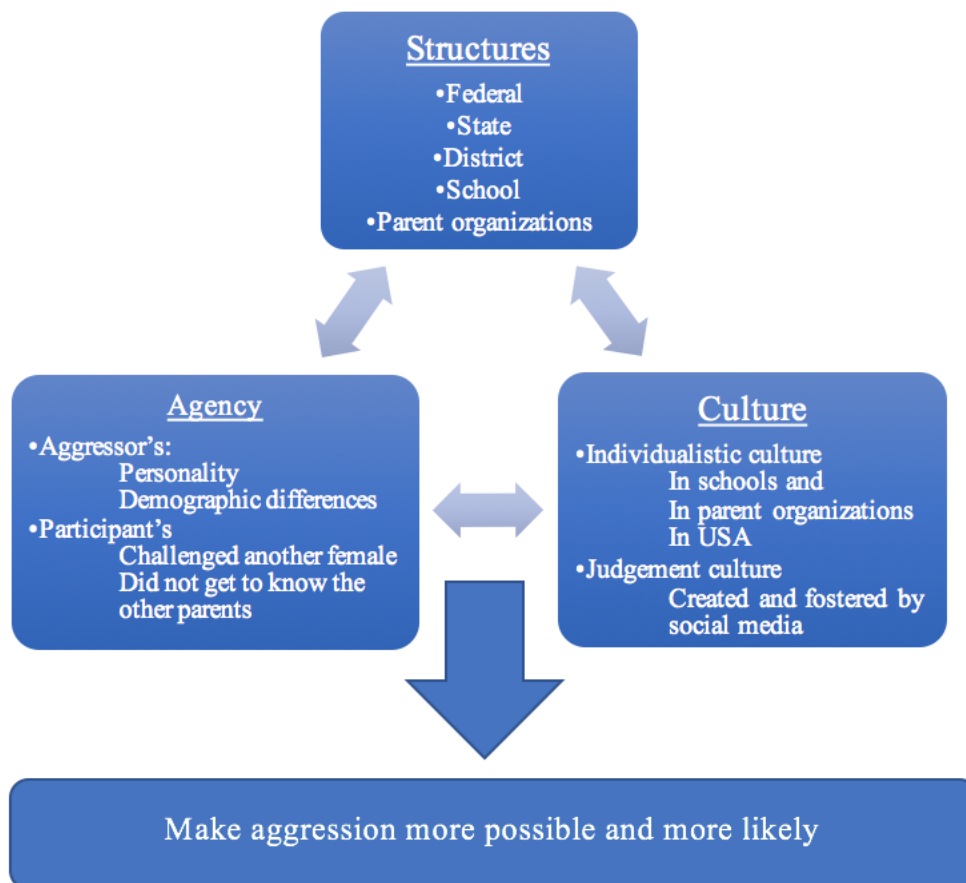 Structures
•Federal
•State
•District
•School
•Parent organizations
Agency
•Aggressor’s:
Personality
Demographic differences
•Participant’s
Challenged another female
Did not get to know the
other parents
Culture
•Individualistic culture
In schools and
In parent organizations
In USA
•Judgement culture
Created and fostered by
social media
Make aggression more possible and more likely